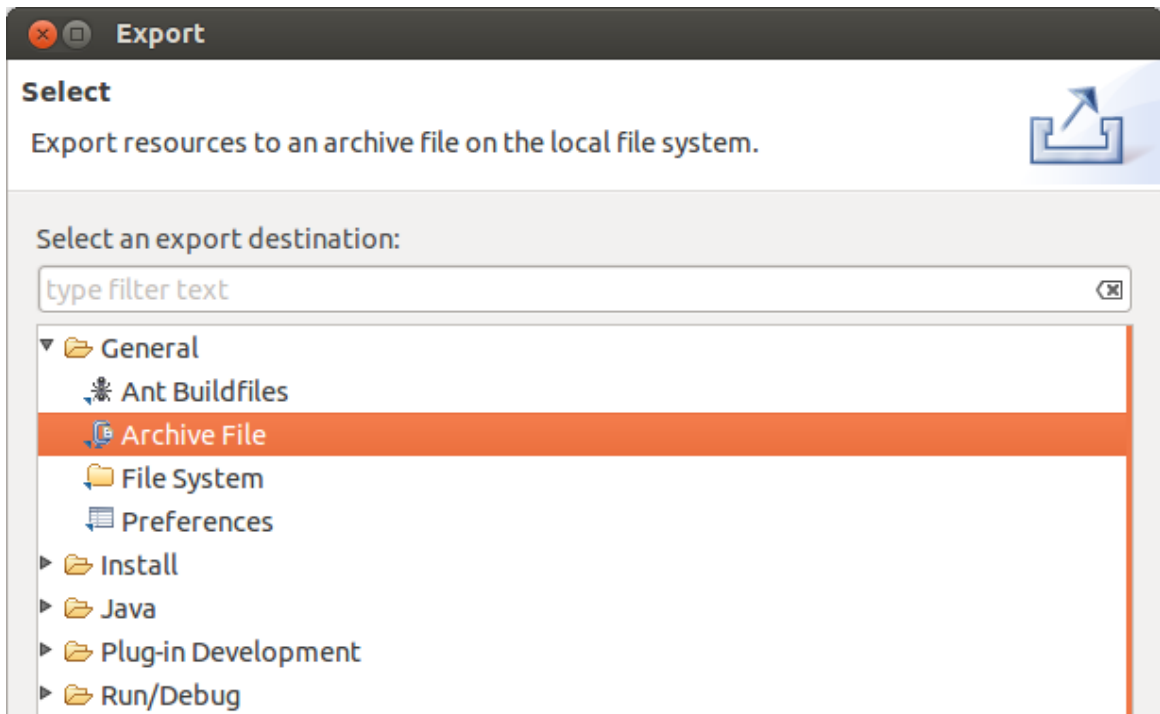 Export
Select
Export resources to an archive file on the local file system.
Select an export destination:
type filter text
General
Ant Buildfiles
Archive File
File System
Preferences
Install
Java
Plug-in Development
Run/Debug